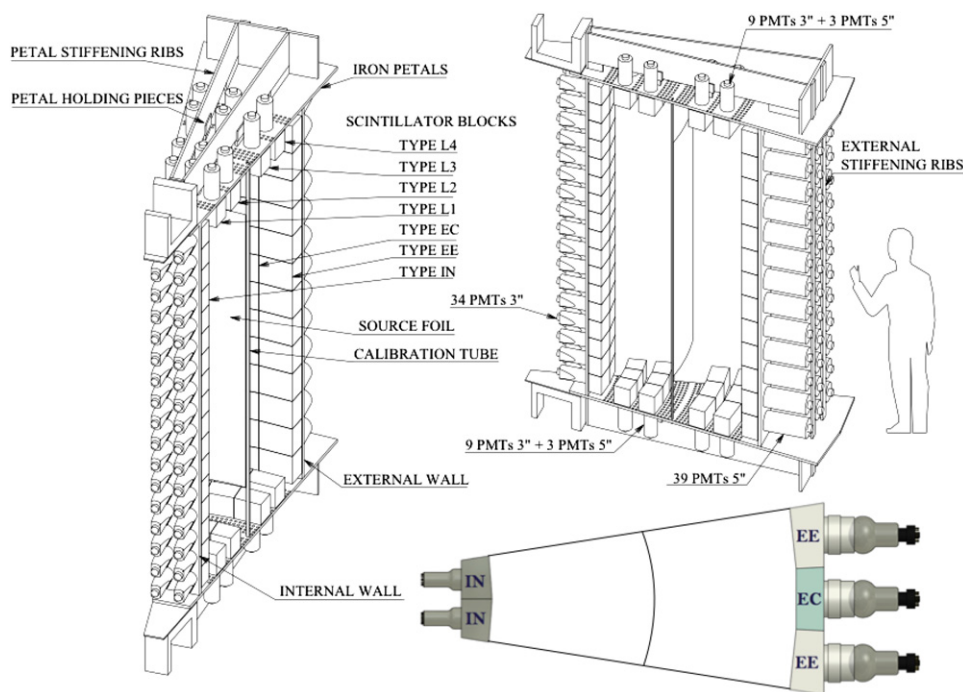 PETAL STIFFENING RIBS
PETAL HOLDING PIECES
IRON PETALS
SCINTILLATOR BLOCKS
TYPE L4
TYPE L3
TYPE L2
TYPE L1
TYPE EC
TYPE EE
TYPE IN
SOURCE FOIL
CALIBRATION TUBE
EXTERNAL WALL
INTERNAL WALL
9 PMTs 3" + 3 PMTs 5"
EXTERNAL
STIFFENING RIBS
34 PMTs 3"
9 PMTs 3" + 3 PMTs 5"
39 PMTs 5"
IN
IN
EE
EC
EE